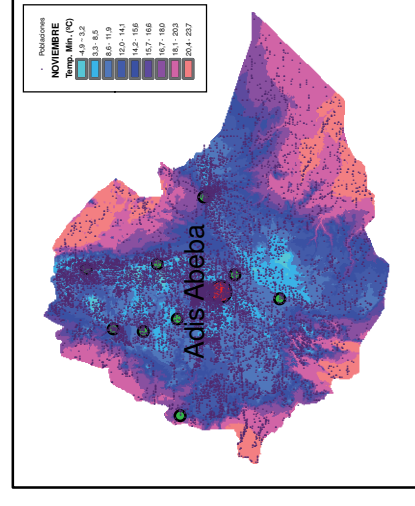 Poblaciones
NOVIEMBRE
Temp. Min. (ºC)
4,9 - 3,2
3,3 - 8,5
8,6 - 11,9
12,0 - 14,1
14,2 - 15,6
15,7 - 16,6
16,7 - 18,0
18,1 - 20,3
20,4 - 23,7
Adis Abeba